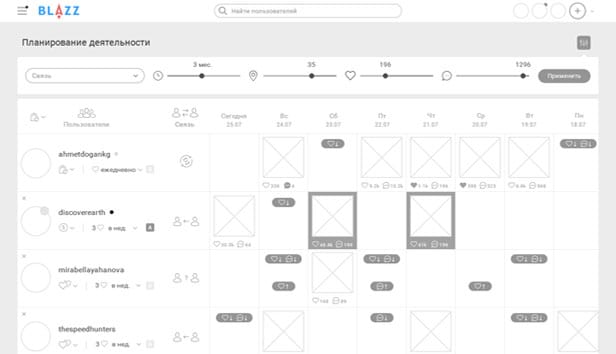 BLAZZ
Найти пользователей
Планирование деятельности
3 мес. 35 196 1296
Связь
Применить
Пользователи Связь
Сегодня Вс Сб Пт Чт Ср Вт Пн
25.07 24.07 23.07 22.07 21.07 20.07 19.07 18.07
ahmetdogankg
ежедневно
discoverearth
3 в нед. A
mirabellayahanova
3 в нед.
thespeedhunters
3 в нед.